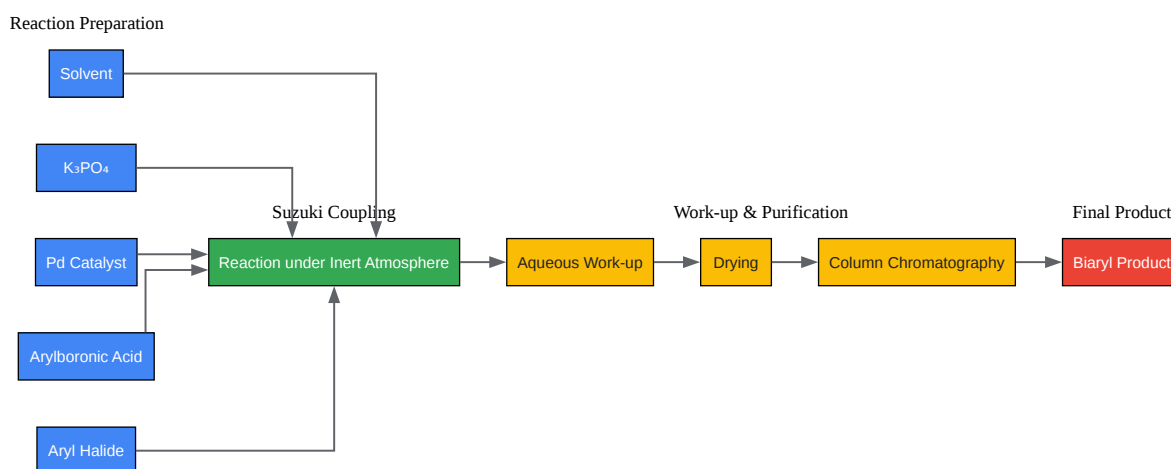 Reaction Preparation
Solvent
K₃PO₄
Suzuki Coupling
Work-up & Purification
Final Product
Pd Catalyst
Reaction under Inert Atmosphere
Aqueous Work-up
Drying
Column Chromatography
Biaryl Product
Arylboronic Acid
Aryl Halide